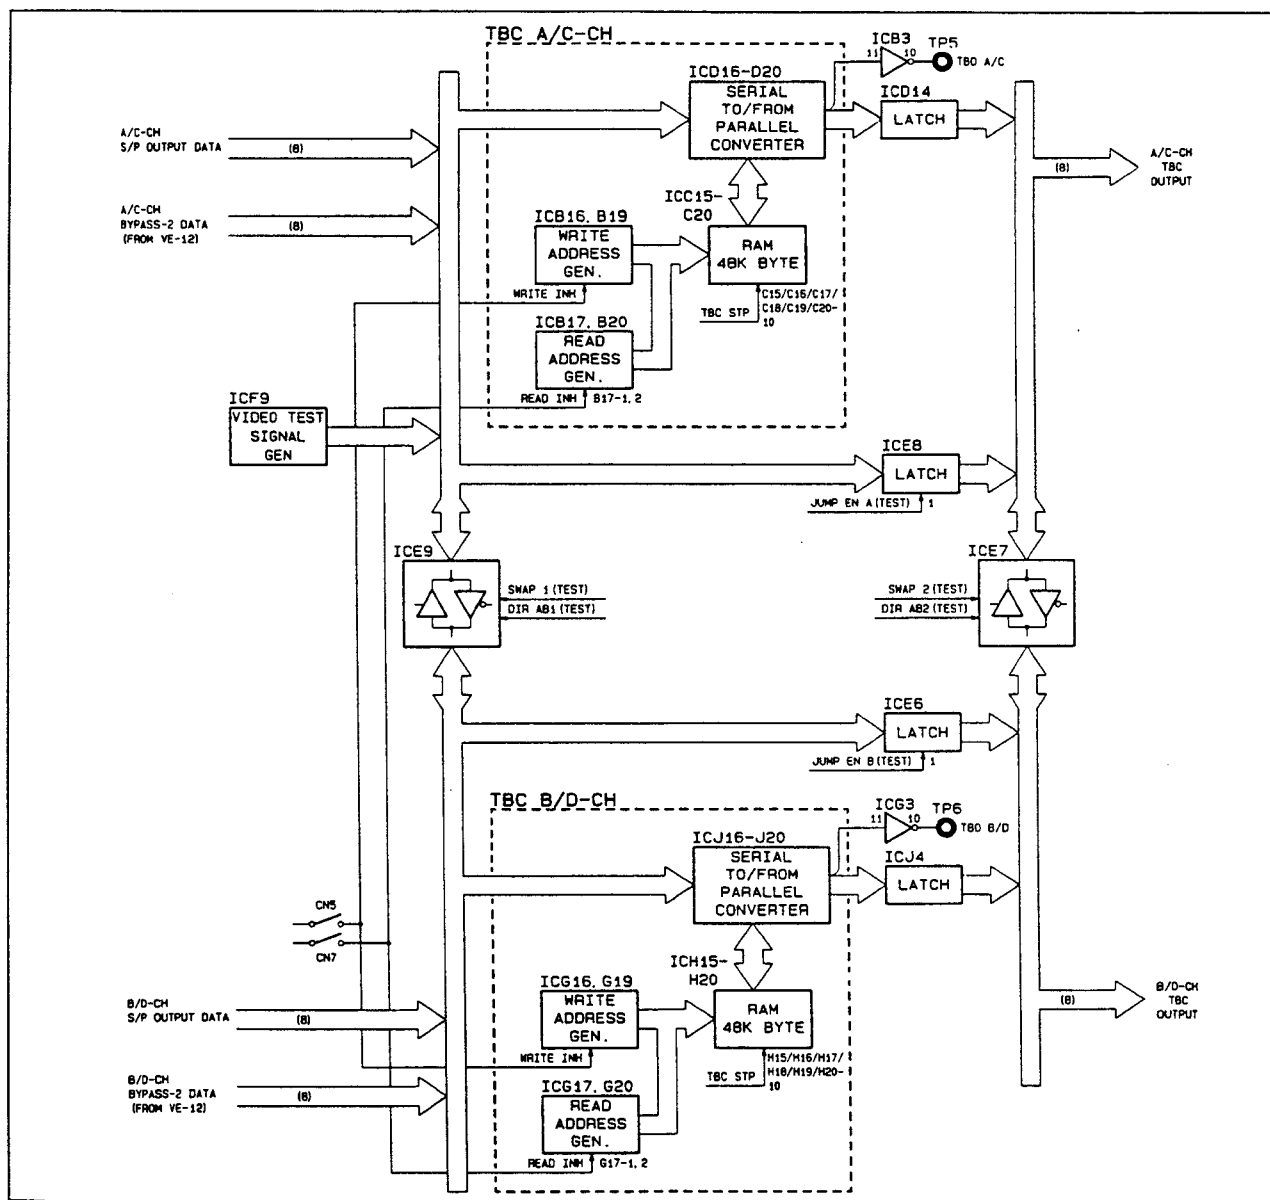 TBC A/C-CH
ICB3
TP5
11
10
TBO A/C
ICD16-D20
SERIAL
TO/FROM
PARALLEL
CONVERTER
ICD14
LATCH
A/C-CH
S/P OUTPUT DATA
(8)
A/C-CH
TBC
OUTPUT
(8)
A/C-CH
BYPASS-2 DATA
(FROM VE-12)
(8)
ICC15-
C20
RAM
48K BYTE
ICB16, B19
WRITE
ADDRESS
GEN.
WRITE INH
TBC STP
C15/C16/C17/
C18/C19/C20-
10
ICB17, B20
READ
ADDRESS
GEN.
READ INH
B17-1, 2
ICF9
VIDEO TEST
SIGNAL
GEN
ICE8
LATCH
JUMP EN A (TEST)
1
ICE9
SWAP 1 (TEST)
DIR AB1 (TEST)
ICE7
SWAP 2 (TEST)
DIR AB2 (TEST)
ICE6
LATCH
JUMP EN B (TEST)
1
TBC B/D-CH
ICG3
TP6
11
10
TBO B/D
ICJ16-J20
SERIAL
TO/FROM
PARALLEL
CONVERTER
ICJ4
LATCH
CN5
CN7
ICH15-
H20
RAM
48K BYTE
ICG16, G19
WRITE
ADDRESS
GEN.
WRITE INH
B/D-CH
S/P OUTPUT DATA
(8)
B/D-CH
TBC
OUTPUT
(8)
TBC STP
H15/H16/H17/
H18/H19/H20-
10
B/D-CH
BYPASS-2 DATA
(FROM VE-12)
(8)
ICG17, G20
READ
ADDRESS
GEN.
READ INH
G17-1, 2